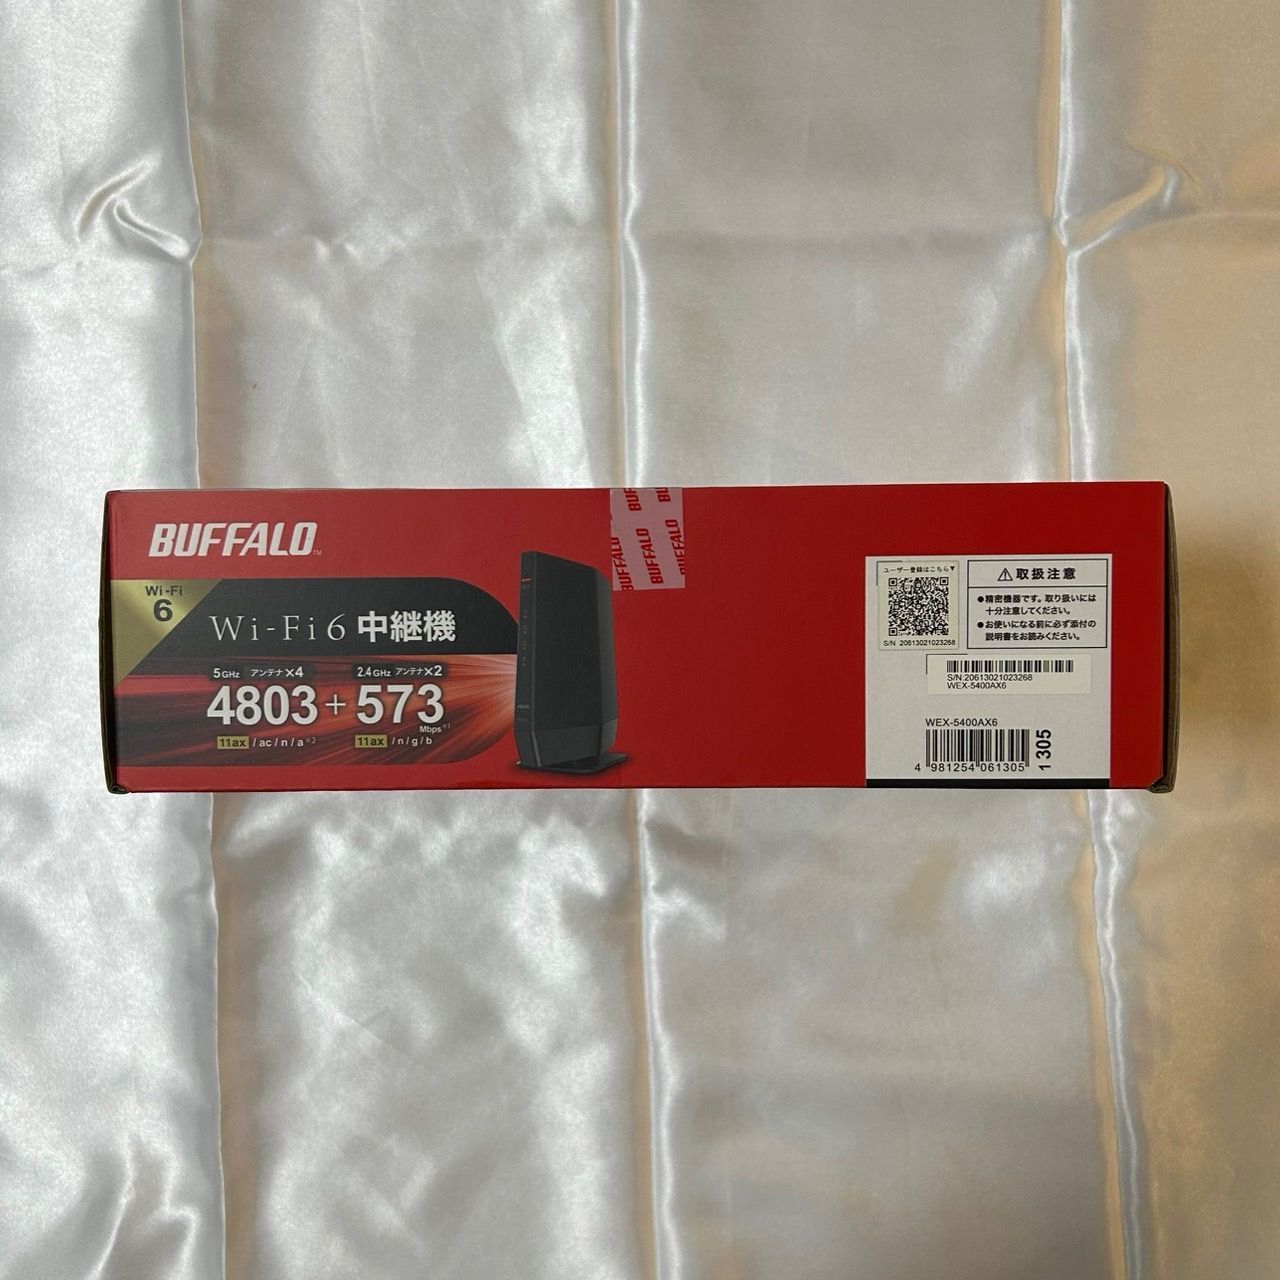 BUFFALO™
Wi-Fi
6
Wi-Fi 6 中継機
5GHz アンテナ×4
2.4GHz アンテナ×2
4803+573
Mbps※1
11ax /ac/n/a※2
11ax /n/g/b
BUFFALO
BUFFALO
BUFFALO
ユーザー登録はこちら▼
S/N 20613021023268
⚠取扱注意
●精密機器です。取り扱いには
十分注意してください。
●お使いになる前に必ず添付の
説明書をお読みください。
S/N:20613021023268
WEX-5400AX6
WEX-5400AX6
4 981254 061305
1305